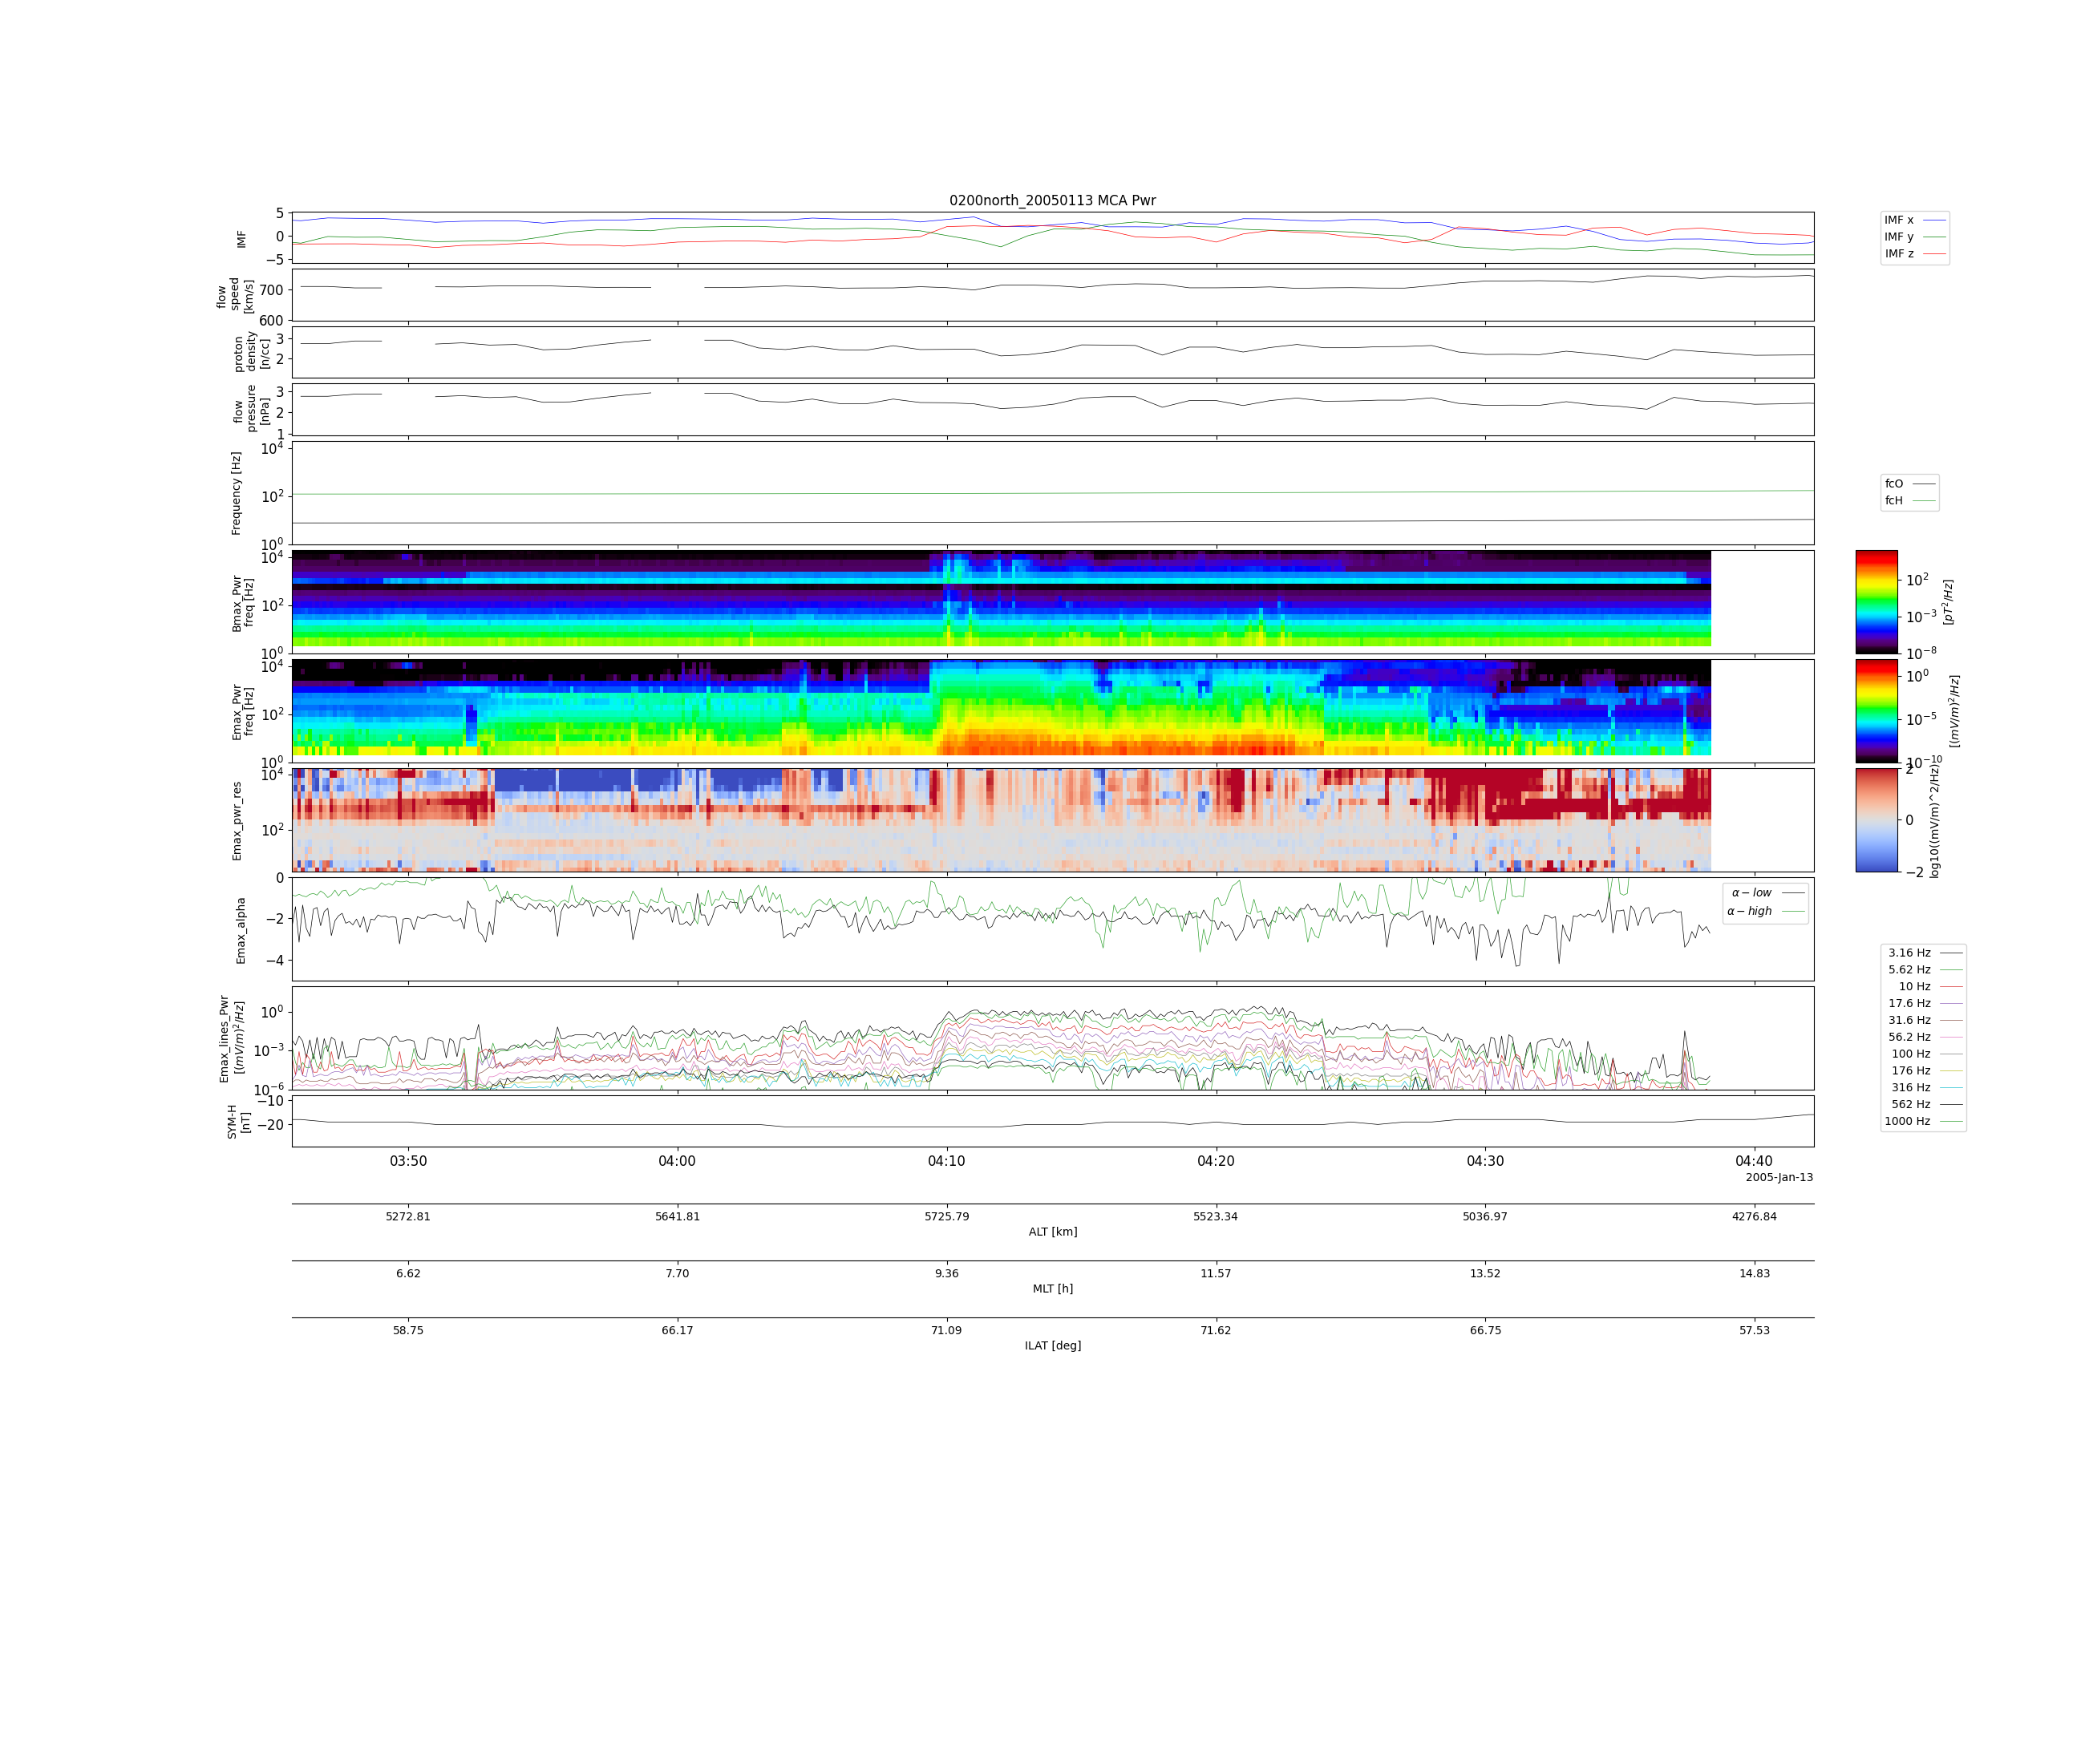 0200north_20050113 MCA Pwr
IMF
5
0
−5
IMF x
IMF y
IMF z
flow
speed
[km/s]
700
600
proton
density
[n/cc]
3
2
flow
pressure
[nPa]
3
2
1
Frequency [Hz]
10^4
10^2
10^0
fcO
fcH
Bmax_Pwr
freq [Hz]
10^4
10^2
10^0
10^2
10^−3
10^−8
[pT^2/Hz]
Emax_Pwr
freq [Hz]
10^4
10^2
10^0
10^0
10^−5
10^−10
[(mV/m)^2/Hz]
Emax_pwr_res
10^4
10^2
2
0
−2
log10((mV/m)^2/Hz)
Emax_alpha
0
−2
−4
α − low
α − high
Emax_lines_Pwr
[(mV/m)^2/Hz]
10^0
10^−3
10^−6
3.16 Hz
5.62 Hz
10 Hz
17.6 Hz
31.6 Hz
56.2 Hz
100 Hz
176 Hz
316 Hz
562 Hz
1000 Hz
SYM-H
[nT]
−10
−20
03:50 04:00 04:10 04:20 04:30 04:40
2005-Jan-13
5272.81 5641.81 5725.79 5523.34 5036.97 4276.84
ALT [km]
6.62 7.70 9.36 11.57 13.52 14.83
MLT [h]
58.75 66.17 71.09 71.62 66.75 57.53
ILAT [deg]